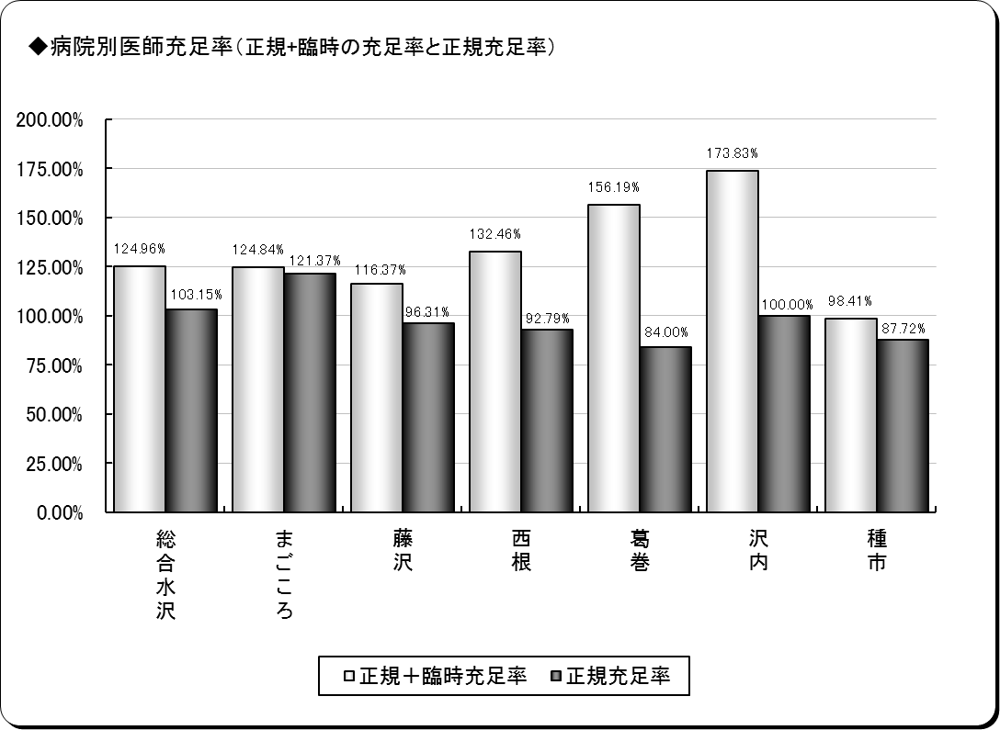 ◆病院別医師充足率(正規+臨時の充足率と正規充足率)
200.00%
175.00%
150.00%
125.00%
100.00%
75.00%
50.00%
25.00%
0.00%
124.96%
103.15%
124.84%
121.37%
116.37%
96.31%
132.46%
92.79%
156.19%
84.00%
173.83%
100.00%
98.41%
87.72%
総合水沢
まごころ
藤沢
西根
葛巻
沢内
種市
正規＋臨時充足率
正規充足率